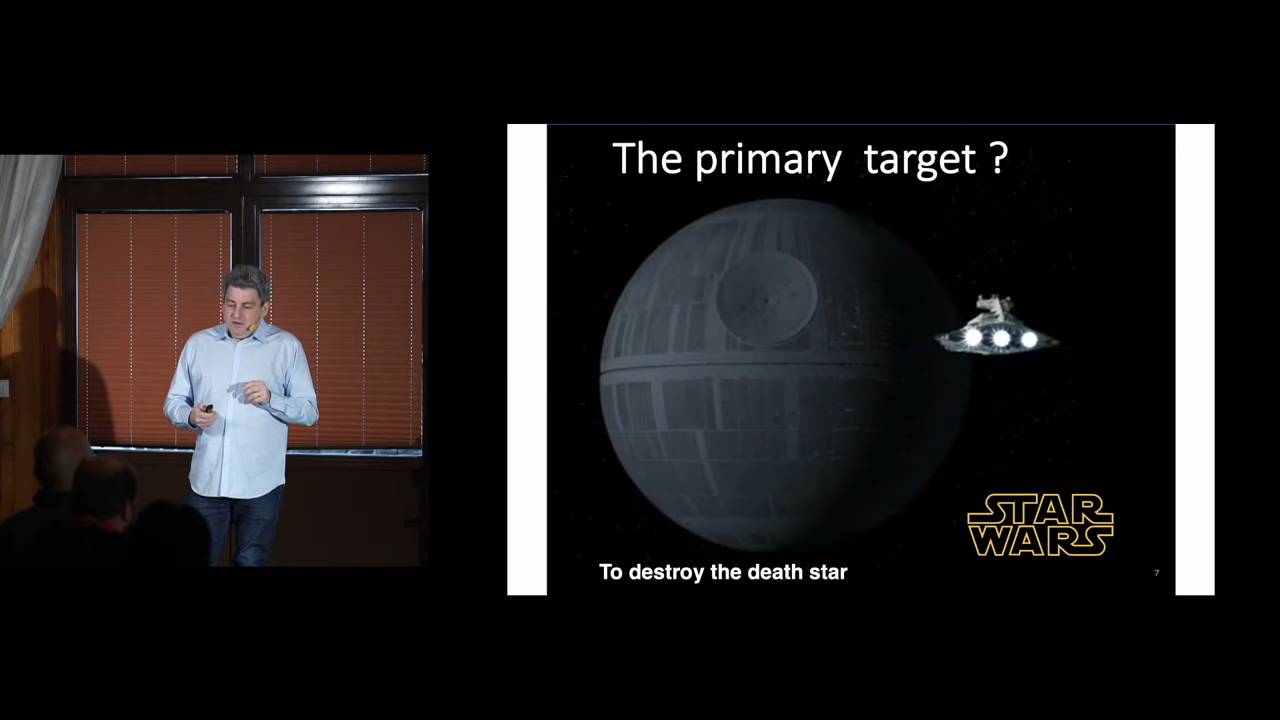 The primary target ?
STAR
WARS
To destroy the death star
7